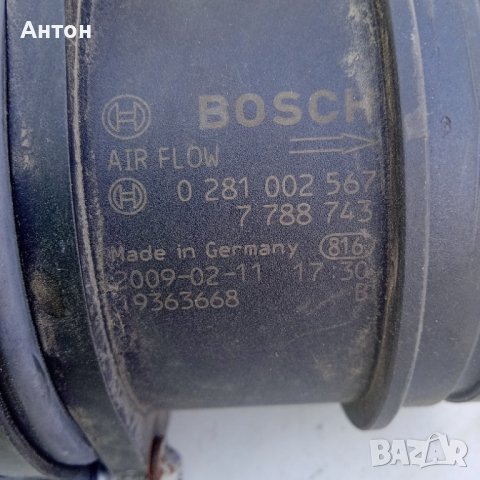 Антон
BOSCH
AIR FLOW
0 281 002 567
7 788 743
Made in Germany 816
2009-02-11 17:30
19363668 B
BAZAR